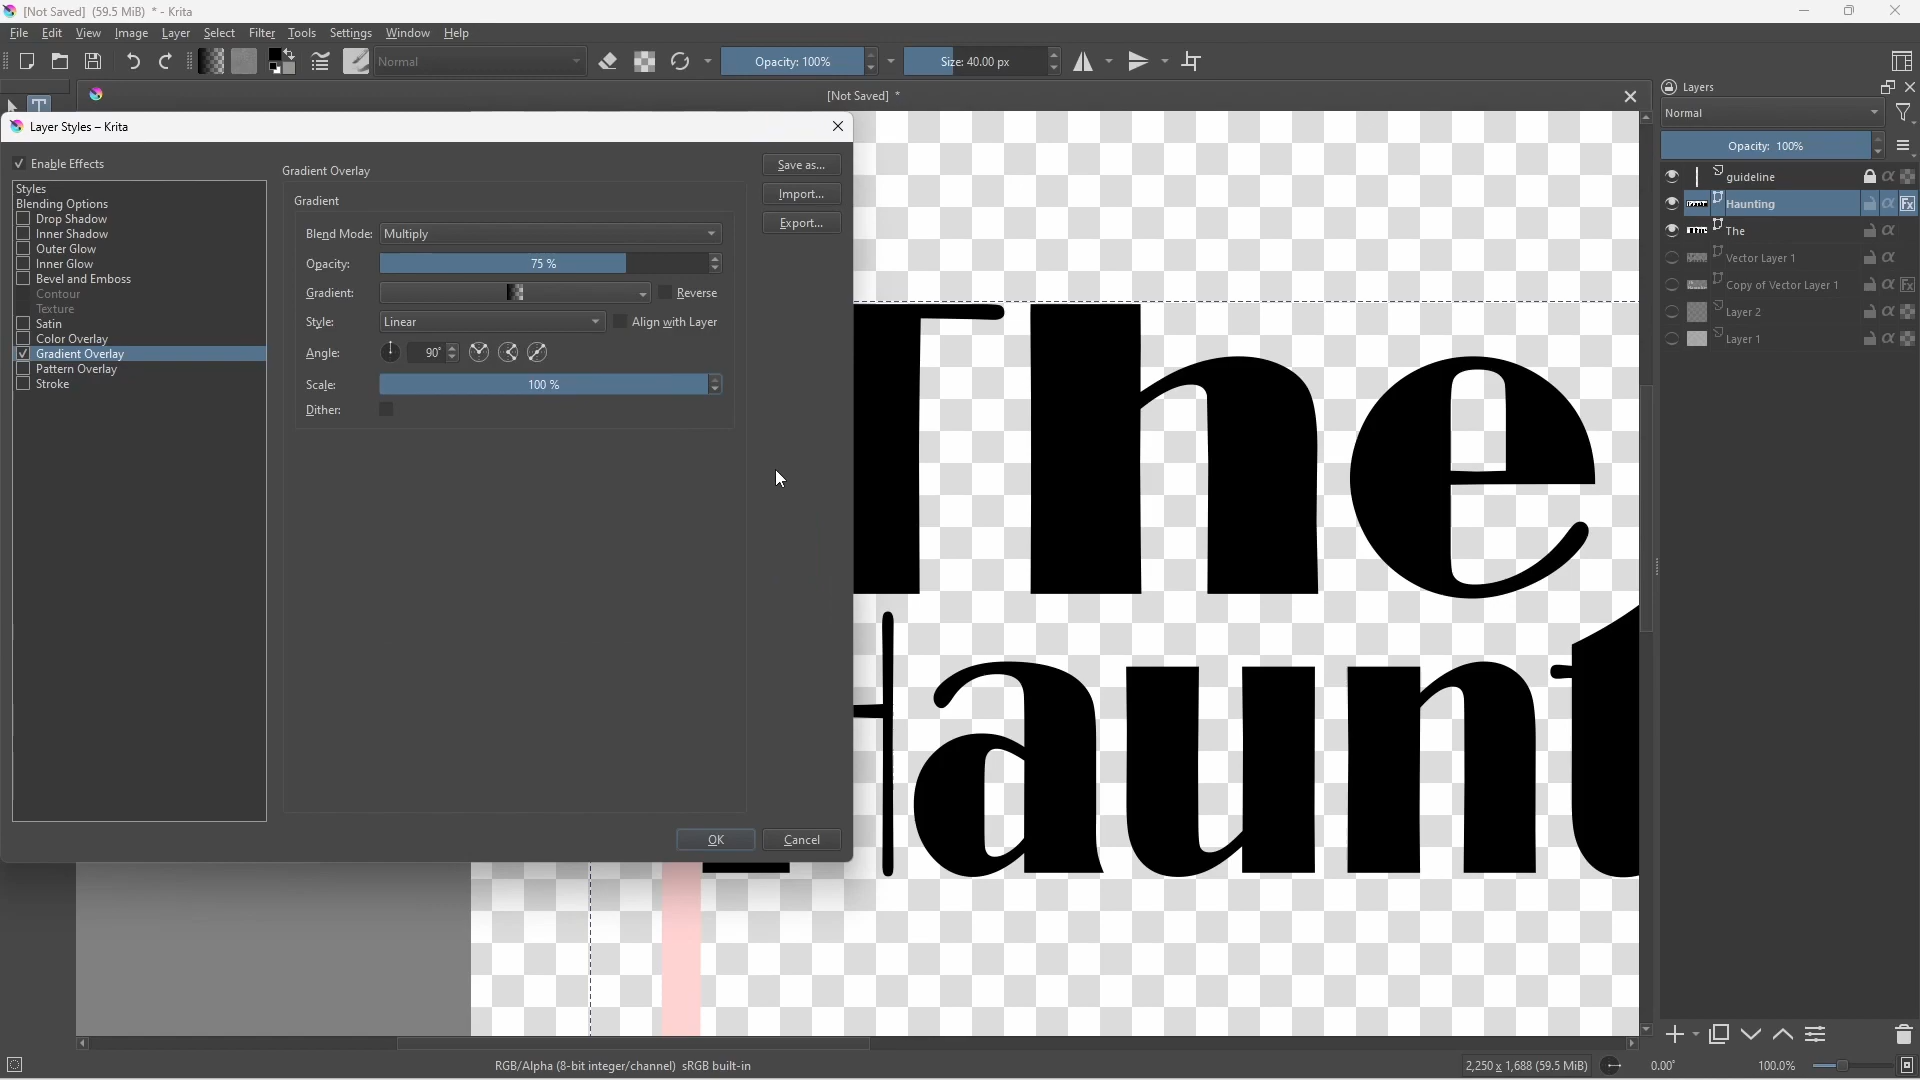 [Not Saved] (59.5 MiB) * - Krita
File Edit View Image Layer Select Filter Tools Settings Window Help
Normal
Opacity: 100%
Size: 40.00 px
[Not Saved] *
Layers
Normal
Opacity: 100%
guideline
Haunting
The
Vector Layer 1
Copy of Vector Layer 1
Layer 2
Layer 1
Layer Styles – Krita
Enable Effects
Styles
Blending Options
Drop Shadow
Inner Shadow
Outer Glow
Inner Glow
Bevel and Emboss
Contour
Texture
Satin
Color Overlay
Gradient Overlay
Pattern Overlay
Stroke
Gradient Overlay
Gradient
Blend Mode: Multiply
Opacity: 75 %
Gradient: Reverse
Style: Linear Align with Layer
Angle: 90°
Scale: 100 %
Dither:
Save as...
Import...
Export...
OK Cancel
The
Haunt
RGB/Alpha (8-bit integer/channel) sRGB built-in
2,250 x 1,688 (59.5 MiB)
0.00°
100.0%